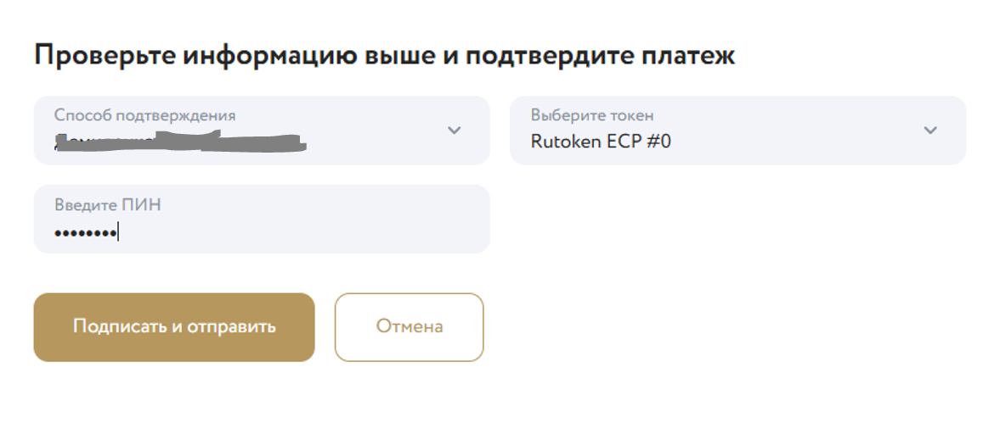 Проверьте информацию выше и подтвердите платеж
Способ подтверждения
Выберите токен
Rutoken ECP #0
Введите ПИН
••••••••
Подписать и отправить
Отмена